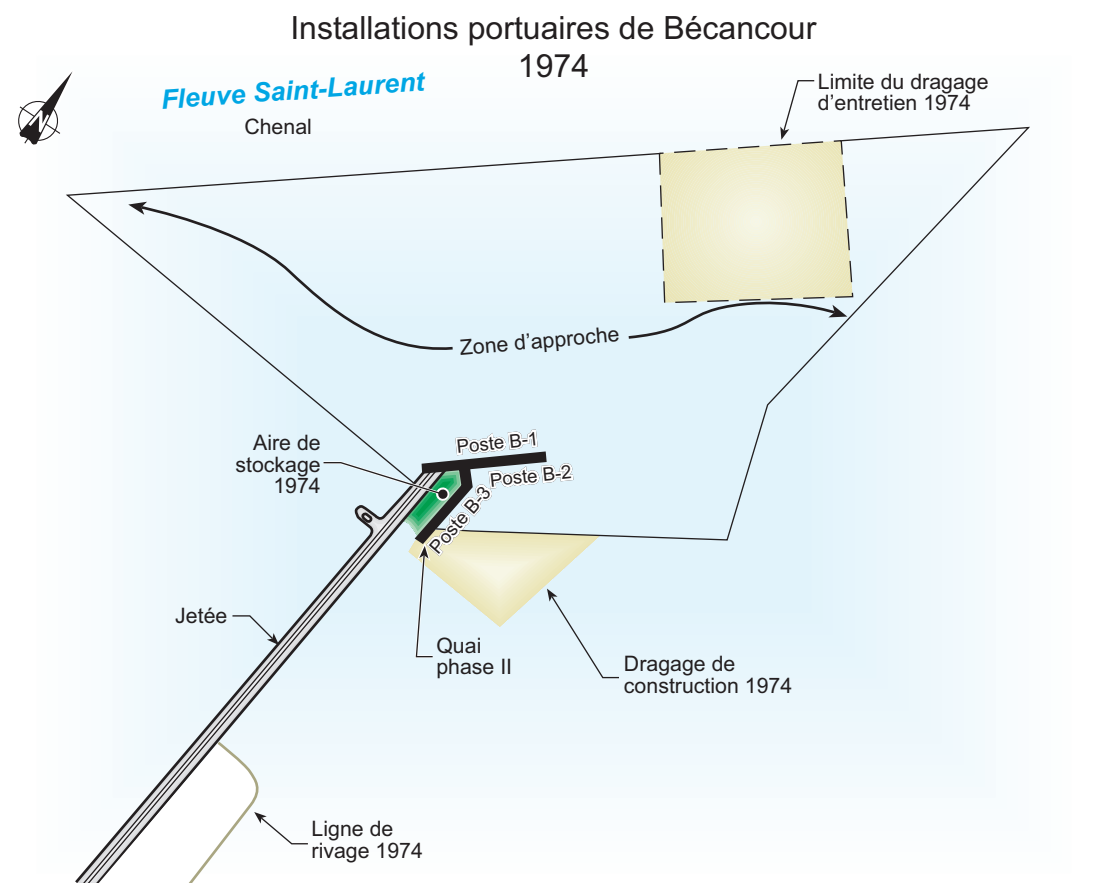 Installations portuaires de Bécancour
1974
Fleuve Saint-Laurent
Chenal
N
Limite du dragage
d’entretien 1974
Zone d’approche
Aire de
stockage
1974
Poste B-1
Poste B-2
Poste B-3
Jetée
Quai
phase II
Dragage de
construction 1974
Ligne de
rivage 1974